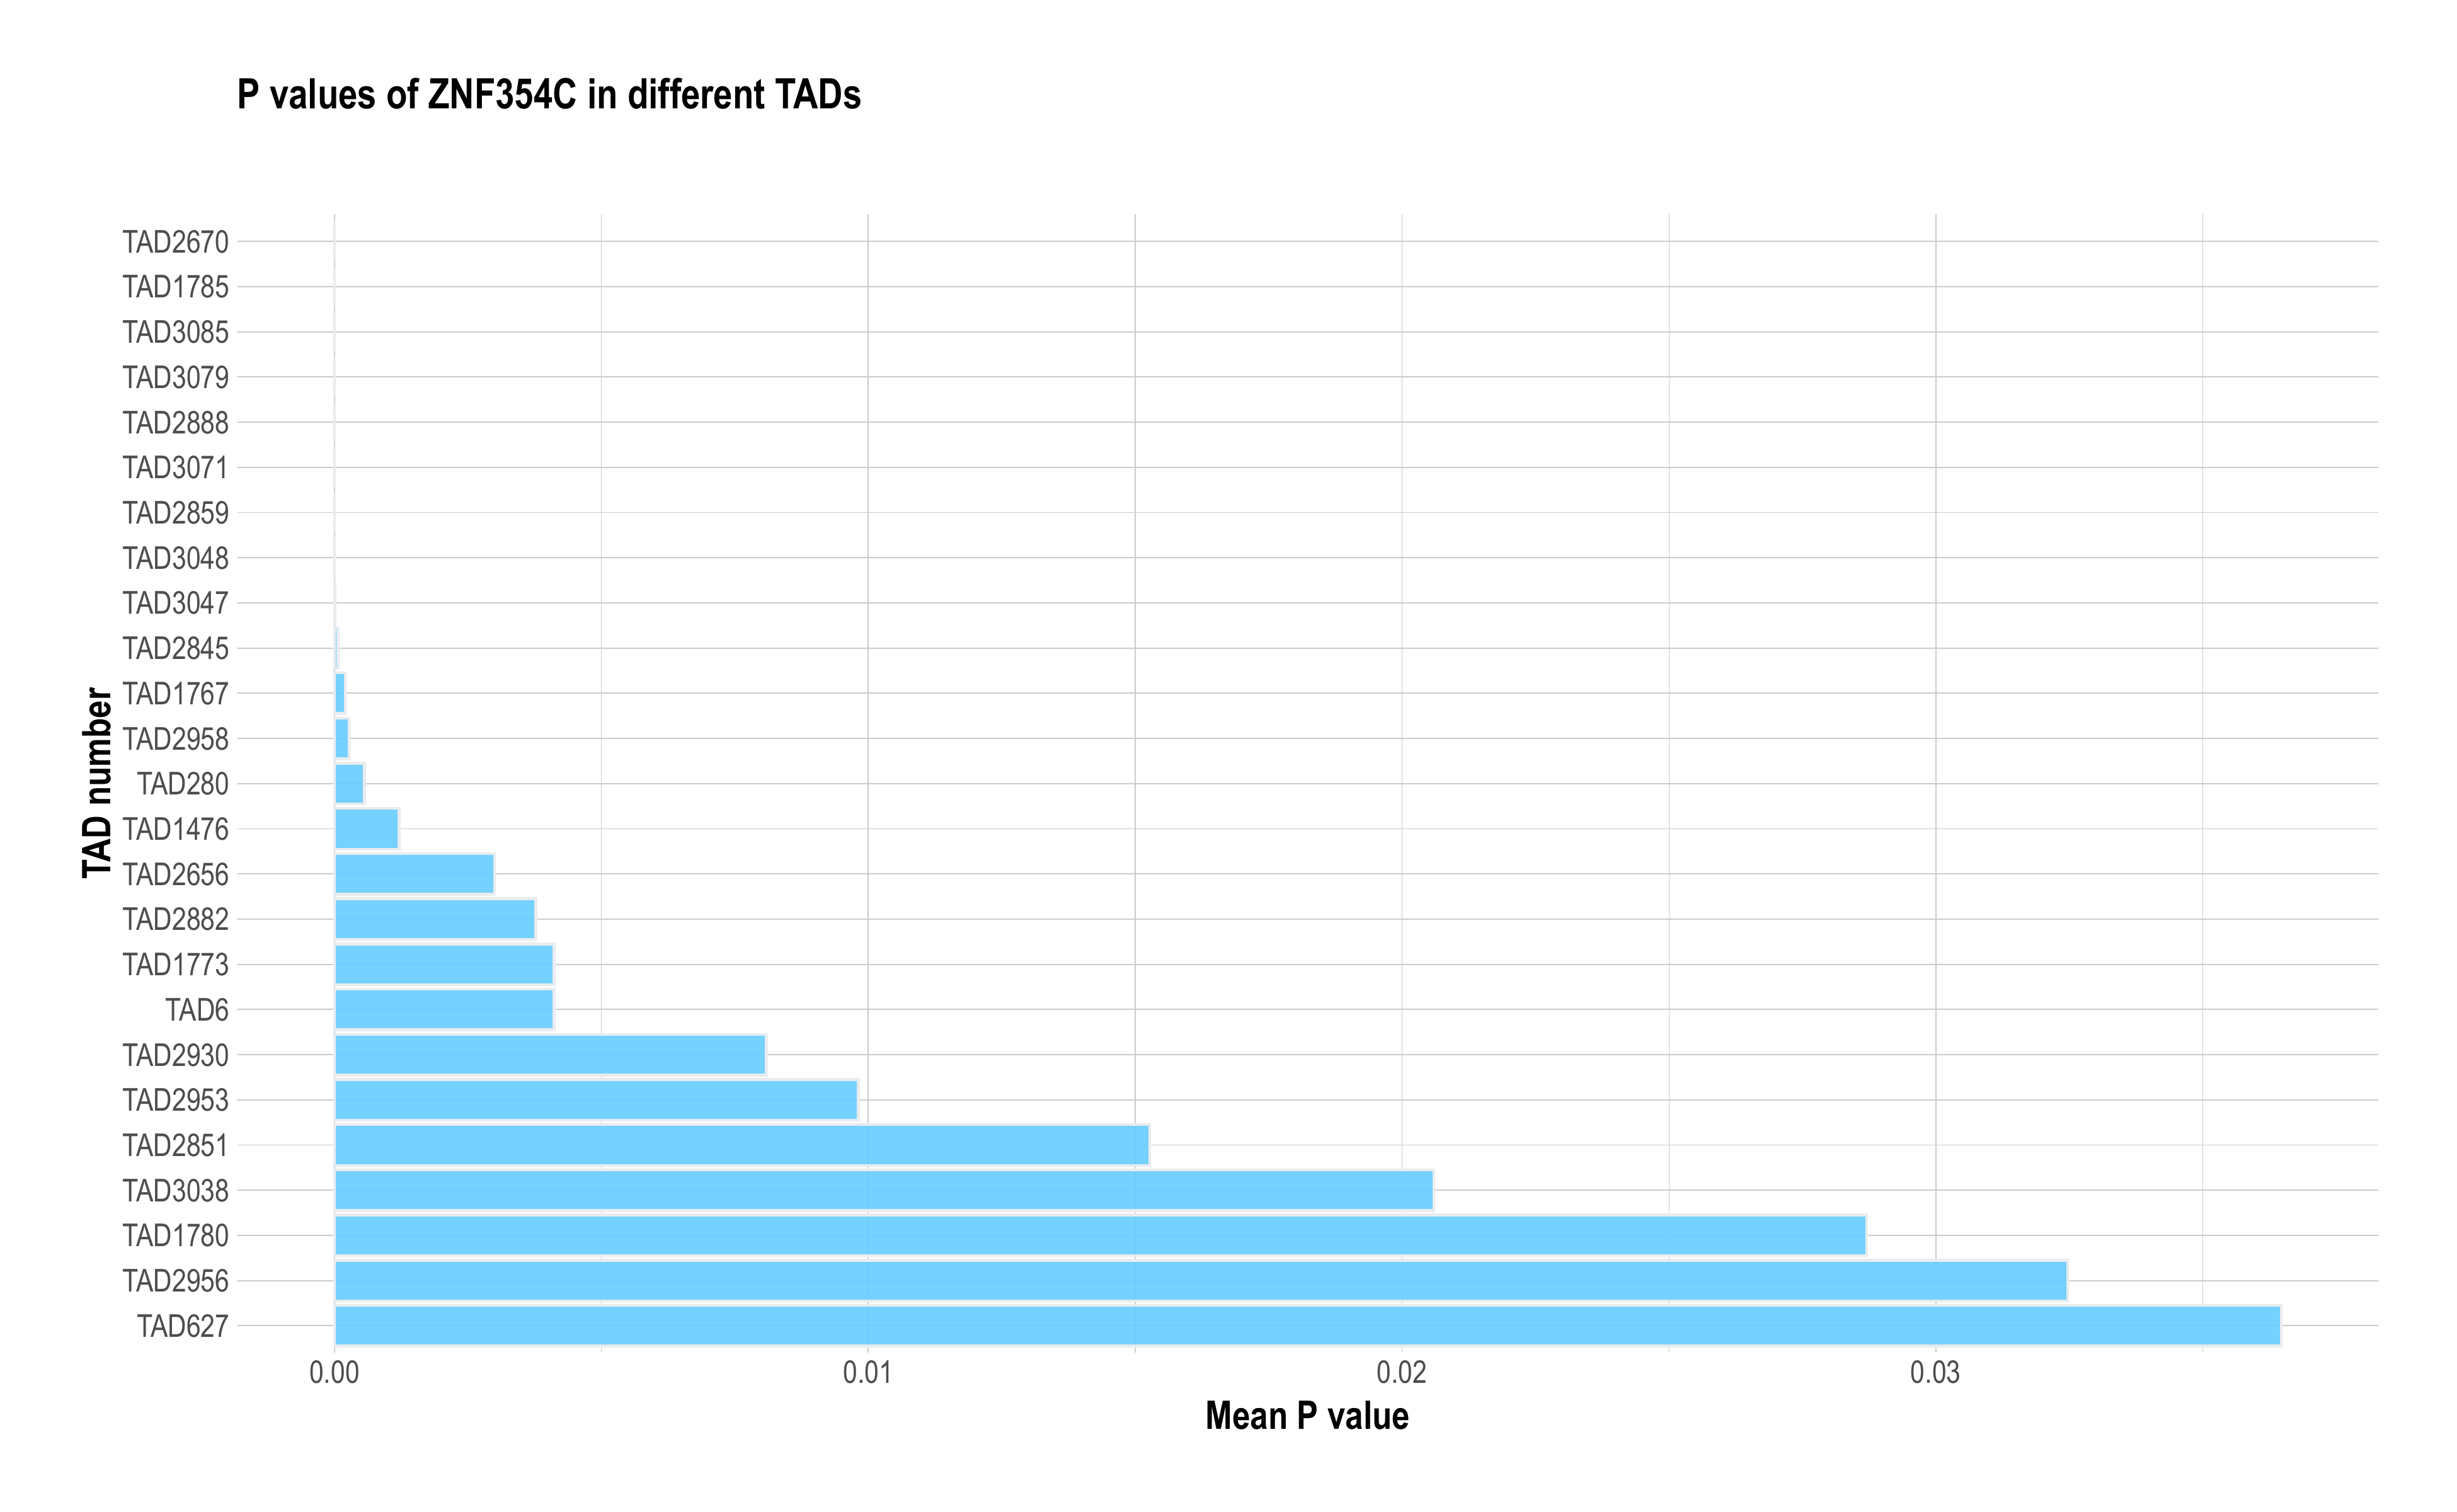 P values of ZNF354C in different TADs
TAD number
TAD2670
TAD1785
TAD3085
TAD3079
TAD2888
TAD3071
TAD2859
TAD3048
TAD3047
TAD2845
TAD1767
TAD2958
TAD280
TAD1476
TAD2656
TAD2882
TAD1773
TAD6
TAD2930
TAD2953
TAD2851
TAD3038
TAD1780
TAD2956
TAD627
0.00 0.01 0.02 0.03
Mean P value